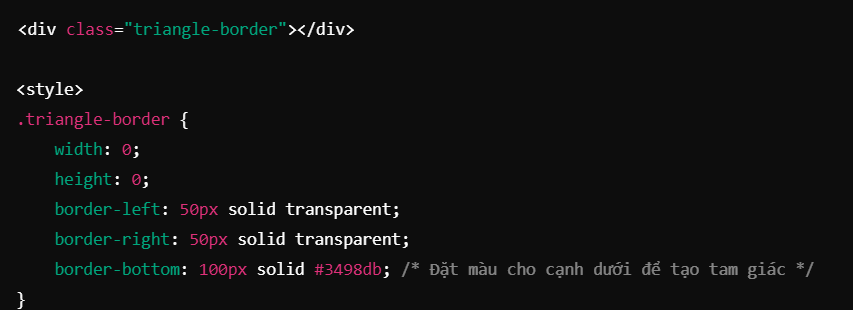 <div class="triangle-border"></div>
<style>
.triangle-border {
width: 0;
height: 0;
border-left: 50px solid transparent;
border-right: 50px solid transparent;
border-bottom: 100px solid #3498db; /* Đặt màu cho cạnh dưới để tạo tam giác */
}